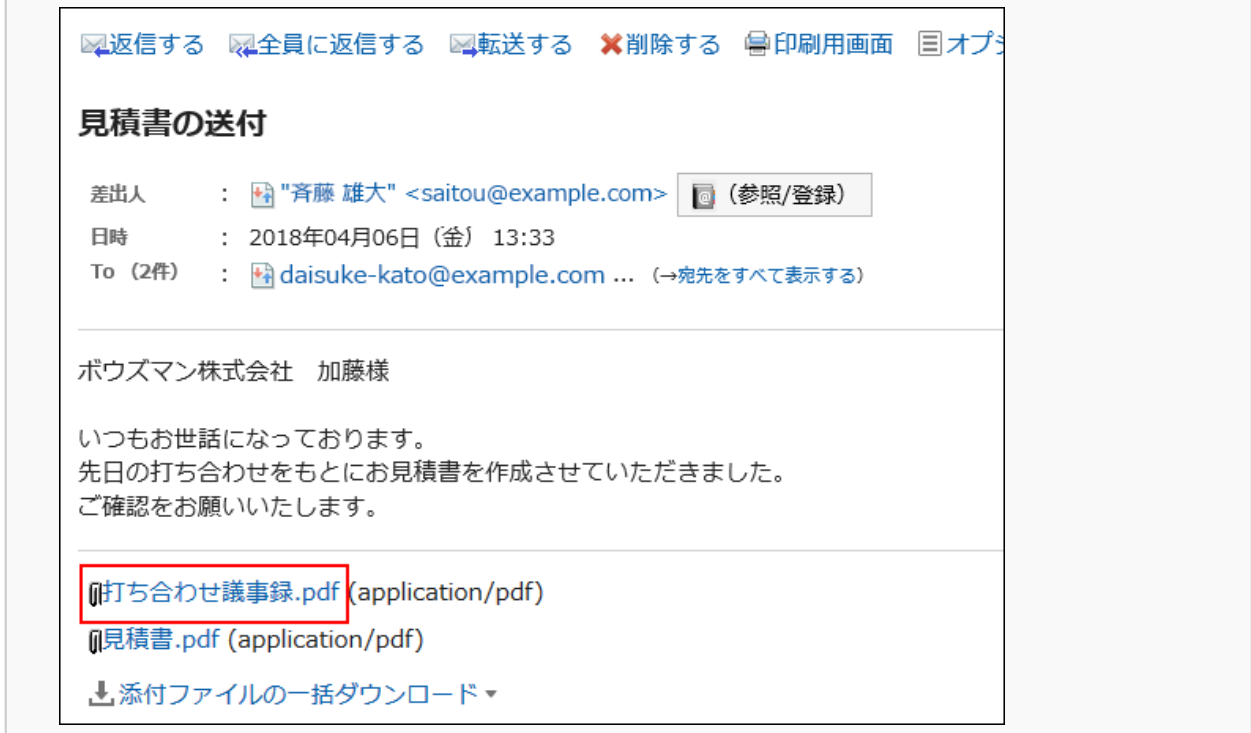 返信する 全員に返信する 転送する 削除する 印刷用画面 オプ
見積書の送付
差出人 : "斉藤 雄大" <saitou@example.com> (参照/登録)
日時 : 2018年04月06日（金） 13:33
To （2件） : daisuke-kato@example.com ... (→宛先をすべて表示する)
ボウズマン株式会社　加藤様
いつもお世話になっております。
先日の打ち合わせをもとにお見積書を作成させていただきました。
ご確認をお願いいたします。
打ち合わせ議事録.pdf (application/pdf)
見積書.pdf (application/pdf)
添付ファイルの一括ダウンロード